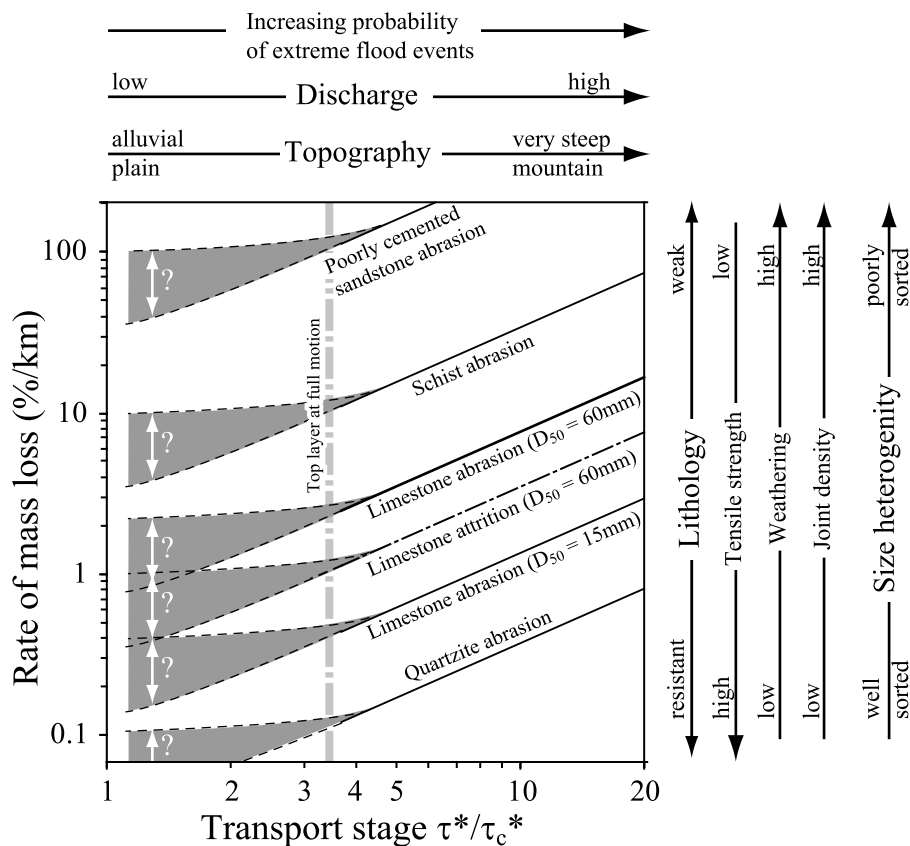 Increasing probability
of extreme flood events
low Discharge high
alluvial Topography very steep
plain mountain
Rate of mass loss (%/km)
100
10
1
0.1
?
?
?
?
?
?
Poorly cemented
sandstone abrasion
Schist abrasion
Top layer at full motion
Limestone abrasion (D50 = 60mm)
Limestone attrition (D50 = 60mm)
Limestone abrasion (D50 = 15mm)
Quartzite abrasion
1 2 3 4 5 10 20
Transport stage τ*/τc*
resistant Lithology weak
high Tensile strength low
low Weathering high
low Joint density high
well
sorted
Size heterogenity
poorly
sorted